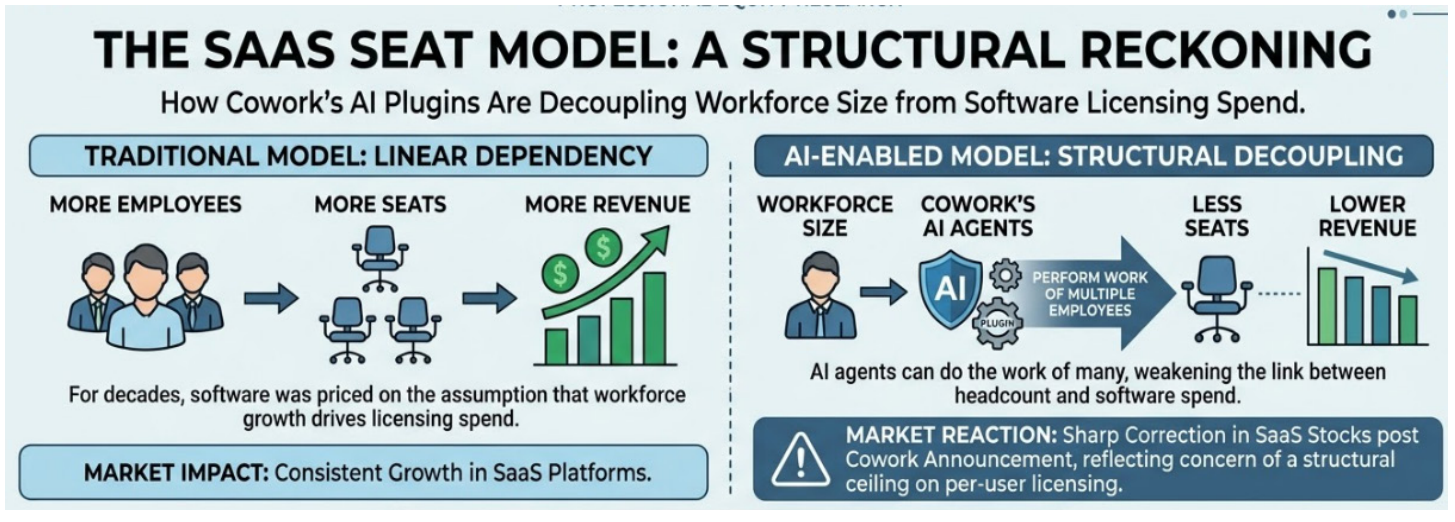 THE SAAS SEAT MODEL: A STRUCTURAL RECKONING
How Cowork's AI Plugins Are Decoupling Workforce Size from Software Licensing Spend.
TRADITIONAL MODEL: LINEAR DEPENDENCY
MORE EMPLOYEES
MORE SEATS
MORE REVENUE
$
$
For decades, software was priced on the assumption that workforce
growth drives licensing spend.
MARKET IMPACT: Consistent Growth in SaaS Platforms.
AI-ENABLED MODEL: STRUCTURAL DECOUPLING
WORKFORCE
SIZE
COWORK'S
AI AGENTS
AI
PLUGIN
PERFORM WORK
OF MULTIPLE
EMPLOYEES
LESS
SEATS
LOWER
REVENUE
AI agents can do the work of many, weakening the link between
headcount and software spend.
MARKET REACTION: Sharp Correction in SaaS Stocks post
Cowork Announcement, reflecting concern of a structural
ceiling on per-user licensing.